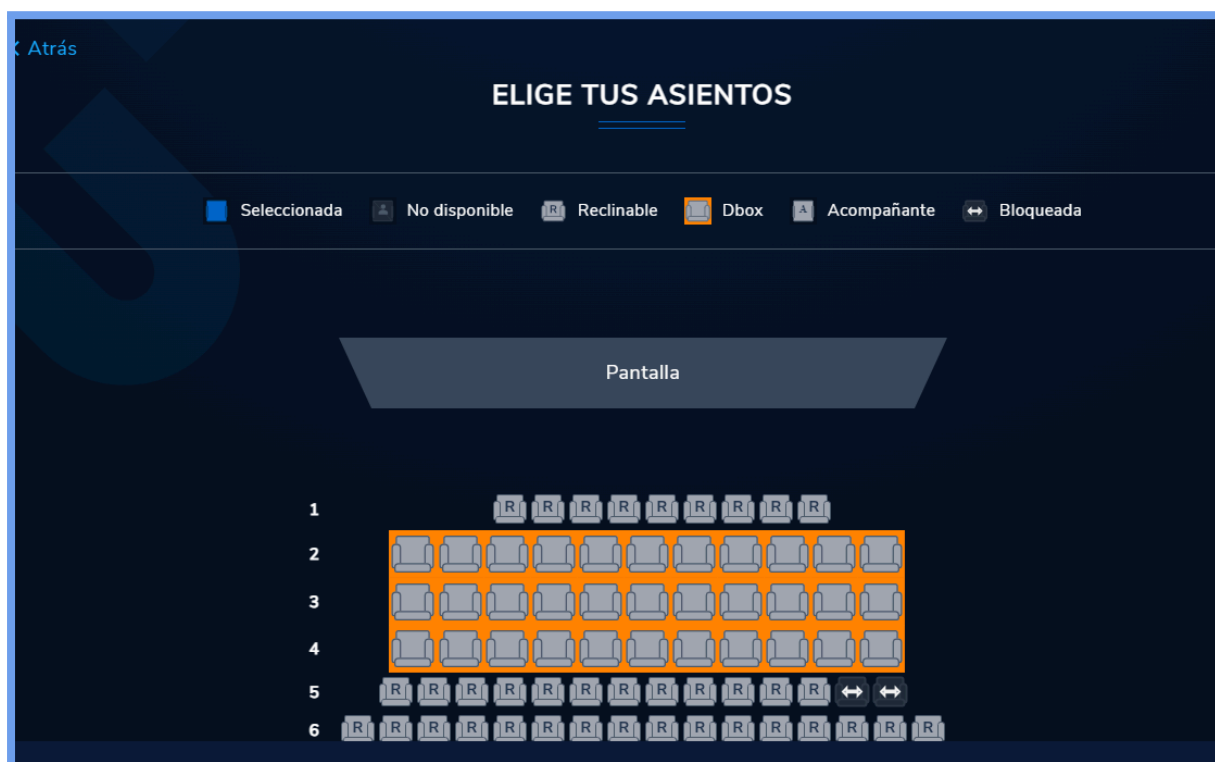 Atrás
ELIGE TUS ASIENTOS
Seleccionada No disponible R Reclinable Dbox A Acompañante Bloqueada
Pantalla
1 R R R R R R R R R
2
3
4
5 R R R R R R R R R R R R
6 R R R R R R R R R R R R R R R R